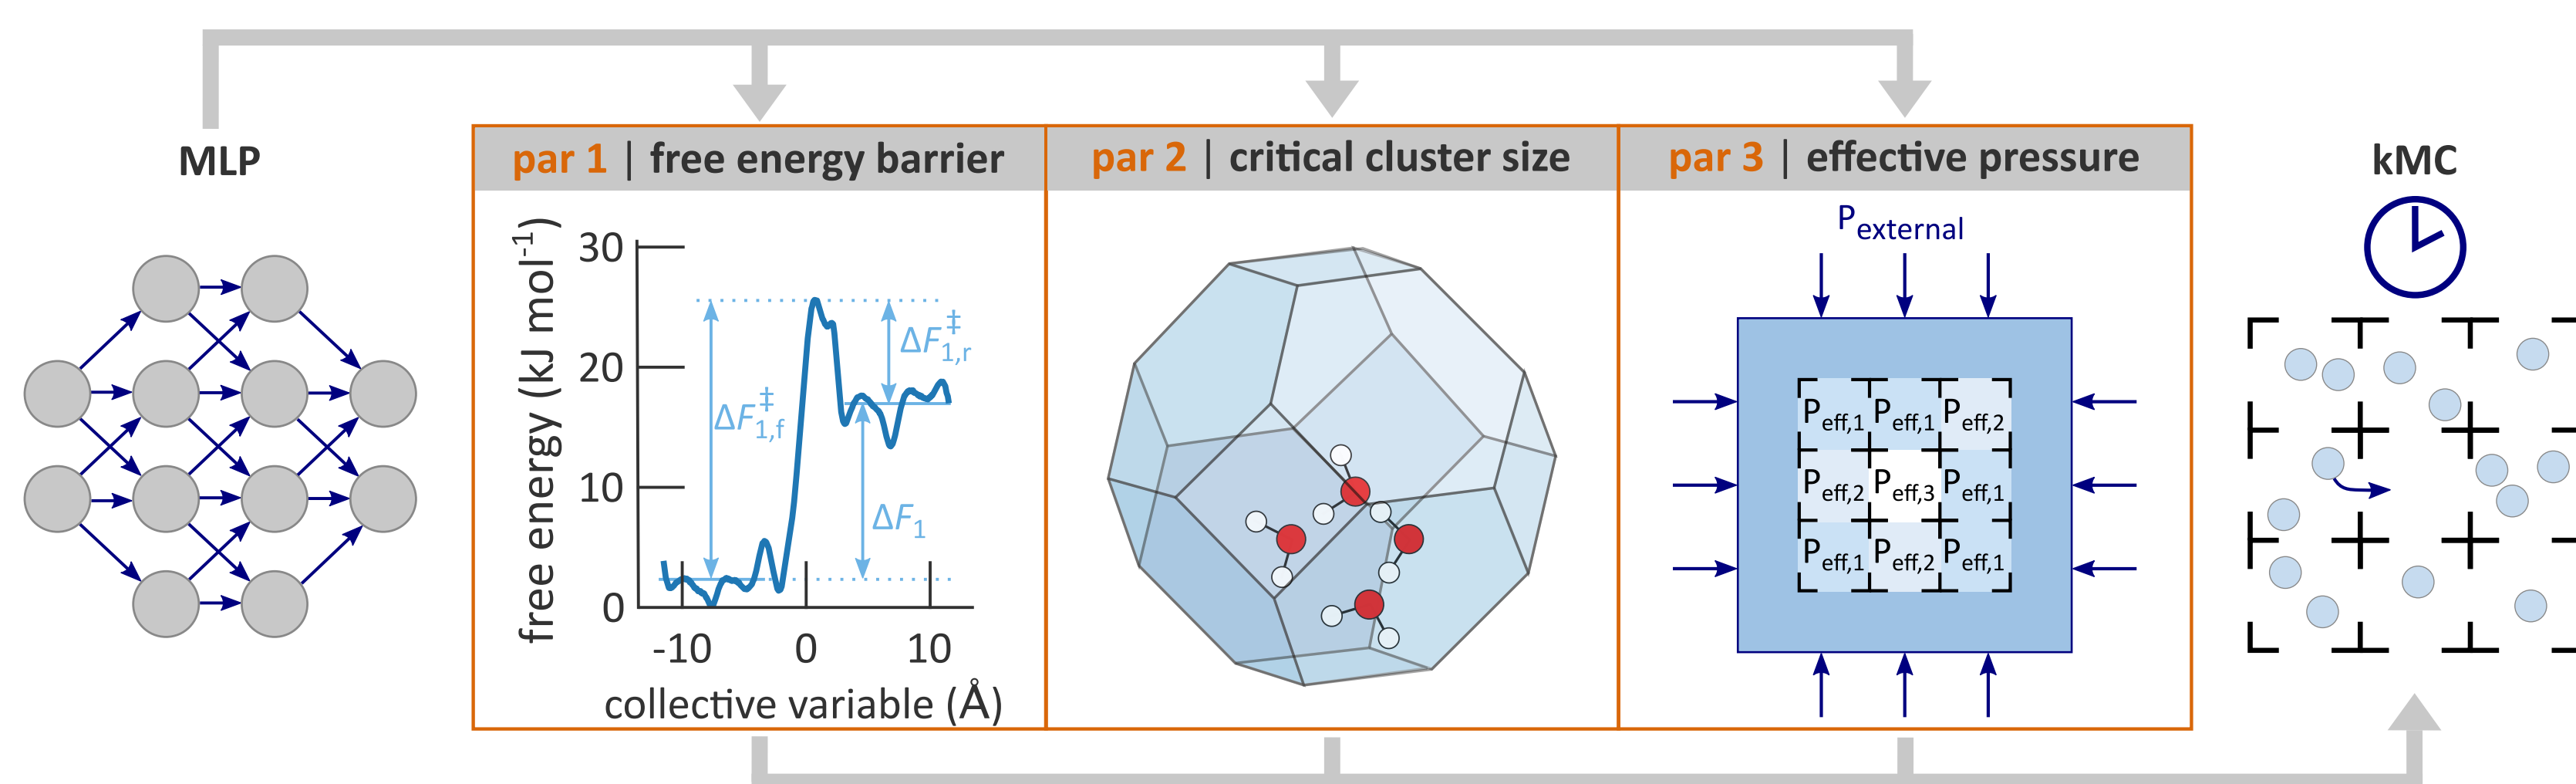 MLP
par 1 | free energy barrier
par 2 | critical cluster size
par 3 | effective pressure
kMC
free energy (kJ mol⁻¹)
30
20
10
0
-10 0 10
collective variable (Å)
ΔF‡1,f
ΔF‡1,r
ΔF1
Pexternal
Peff,1 Peff,1 Peff,2
Peff,2 Peff,3 Peff,1
Peff,1 Peff,2 Peff,1